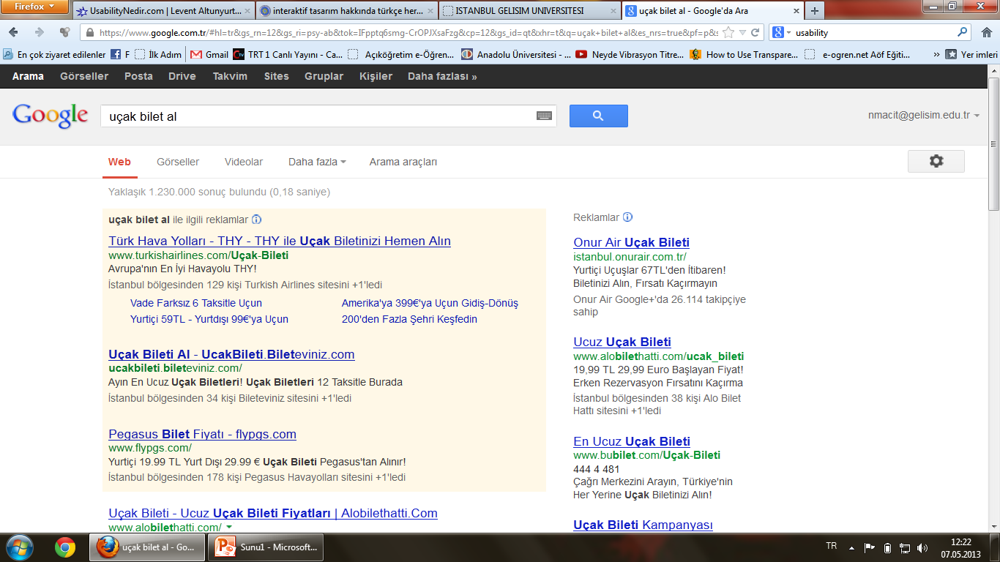 Firefox
UsabilityNedir.com | Levent Altunyurt...
interaktif tasarım hakkında türkçe her...
ISTANBUL GELISIM UNIVERSITESI
uçak bilet al - Google'da Ara
https://www.google.com.tr/#hl=tr&gs_rn=12&gs_ri=psy-ab&tok=IFpptq6smg-CrOPJXsaFzg&cp=12&gs_id=qt&xhr=t&q=uçak+bilet+al&es_nrs=true&pf=p&s
usability
En çok ziyaret edilenler
F
İlk Adım
Gmail
TRT 1 Canlı Yayını - Ca...
Açıköğretim e-Öğren...
Anadolu Üniversitesi - ...
Neyde Vibrasyon Titre...
How to Use Transpare...
e-ogren.net Aöf Eğiti...
»
Yer imleri
Arama Görseller Posta Drive Takvim Sites Gruplar Kişiler Daha fazlası »
Google
uçak bilet al
nmacit@gelisim.edu.tr
Web Görseller Videolar Daha fazla Arama araçları
Yaklaşık 1.230.000 sonuç bulundu (0,18 saniye)
uçak bilet al ile ilgili reklamlar
Türk Hava Yolları - THY - THY ile Uçak Biletinizi Hemen Alın
www.turkishairlines.com/Uçak-Bileti
Avrupa'nın En İyi Havayolu THY!
İstanbul bölgesinden 129 kişi Turkish Airlines sitesini +1'ledi
Vade Farksız 6 Taksitle Uçun
Amerika'ya 399€'ya Uçun Gidiş-Dönüş
Yurtiçi 59TL - Yurtdışı 99€'ya Uçun
200'den Fazla Şehri Keşfedin
Uçak Bileti Al - UcakBileti.Bileteviniz.com
ucakbileti.bileteviniz.com/
Ayın En Ucuz Uçak Biletleri! Uçak Biletleri 12 Taksitle Burada
İstanbul bölgesinden 34 kişi Bileteviniz sitesini +1'ledi
Pegasus Bilet Fiyatı - flypgs.com
www.flypgs.com/
Yurtiçi 19.99 TL Yurt Dışı 29.99 € Uçak Bileti Pegasus'tan Alınır!
İstanbul bölgesinden 178 kişi Pegasus Havayolları sitesini +1'ledi
Uçak Bileti - Ucuz Uçak Bileti Fiyatları | Alobilethatti.Com
www.alobilethatti.com/
Reklamlar
Onur Air Uçak Bileti
istanbul.onurair.com.tr/
Yurtiçi Uçuşlar 67TL'den İtibaren!
Biletinizi Alın, Fırsatı Kaçırmayın
Onur Air Google+'da 26.114 takipçiye
sahip
Ucuz Uçak Bileti
www.alobilethatti.com/ucak_bileti
19,99 TL 29,99 Euro Başlayan Fiyat!
Erken Rezervasyon Fırsatını Kaçırma
İstanbul bölgesinden 38 kişi Alo Bilet
Hattı sitesini +1'ledi
En Ucuz Uçak Bileti
www.bubilet.com/Uçak-Bileti
444 4 481
Çağrı Merkezini Arayın, Türkiye'nin
Her Yerine Uçak Biletinizi Alın!
Uçak Bileti Kampanyası
uçak bilet al - Go...
Sunu1 - Microsoft...
TR
12:22
07.05.2013